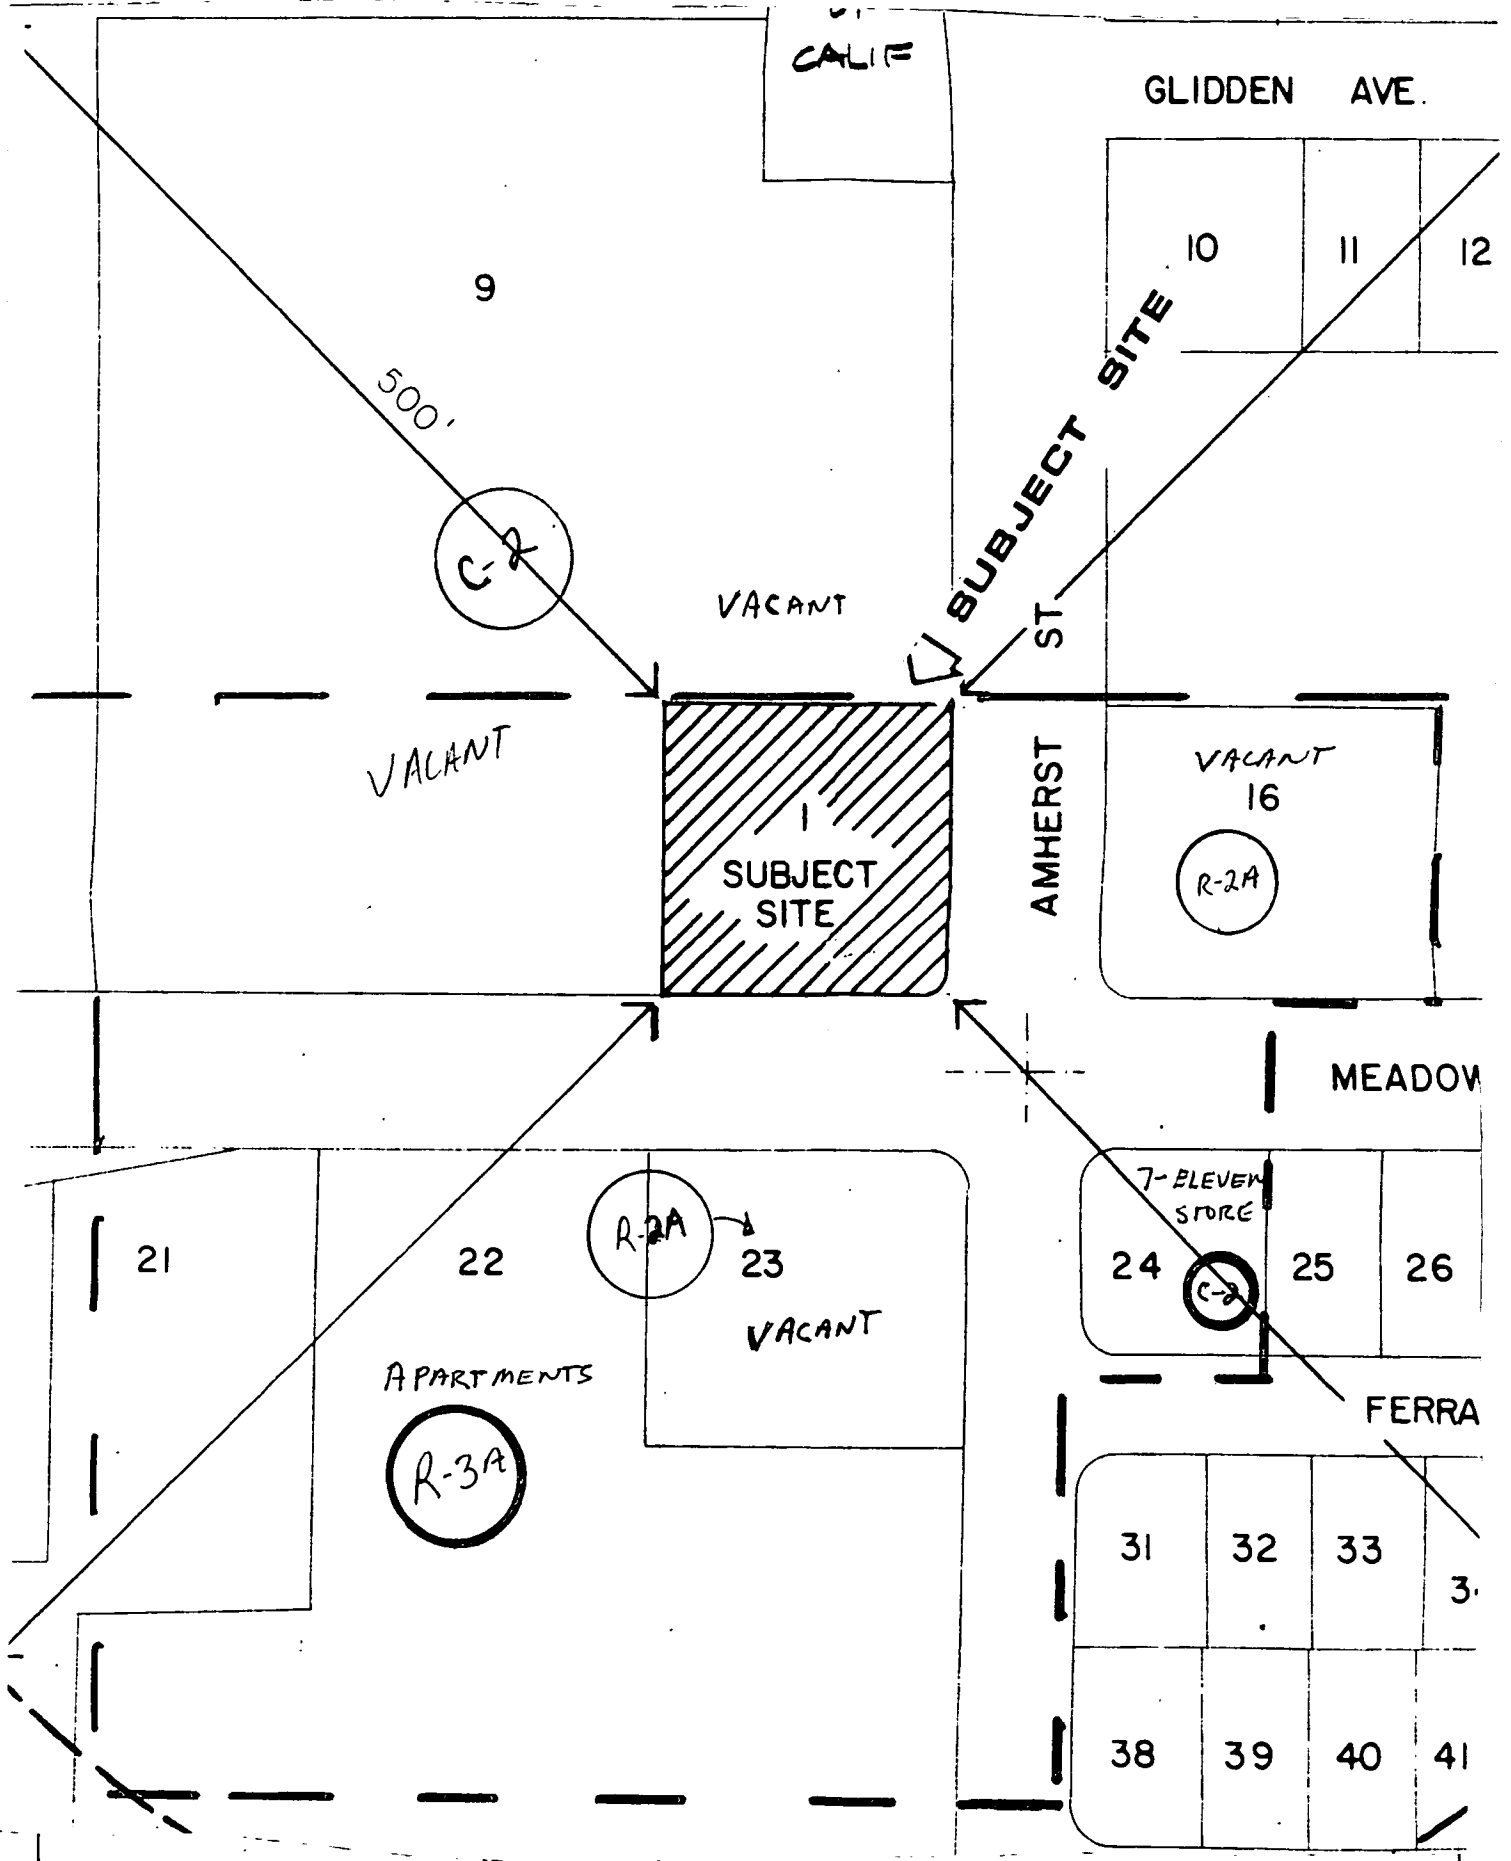 CALIF
GLIDDEN AVE.
10
11
12
9
500'
SUBJECT SITE
C-2
VACANT
AMHERST ST
VACANT
VACANT
16
R-2A
1
SUBJECT
SITE
MEADOW
7-ELEVEN
STORE
R-2A
21
22
23
24
C-2
25
26
VACANT
APARTMENTS
FERRA
R-3A
31
32
33
38
39
40
41